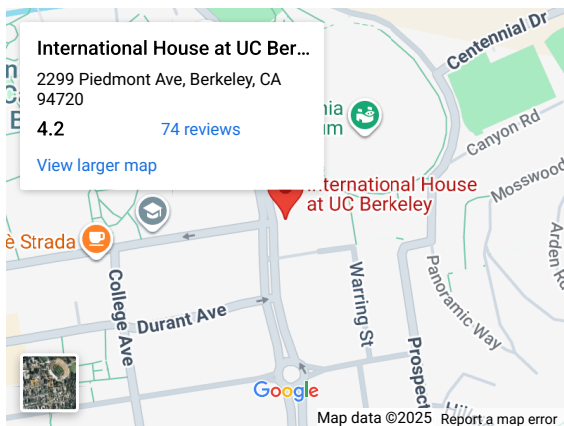 International House at UC Ber...
2299 Piedmont Ave, Berkeley, CA
94720
4.2 74 reviews
View larger map
Centennial Dr
Canyon Rd
Mosswood
Arden Rd
International House
at UC Berkeley
è Strada
College Ave
Durant Ave
Warring St
Panoramic Way
Prospect
Google
Map data ©2025 Report a map error